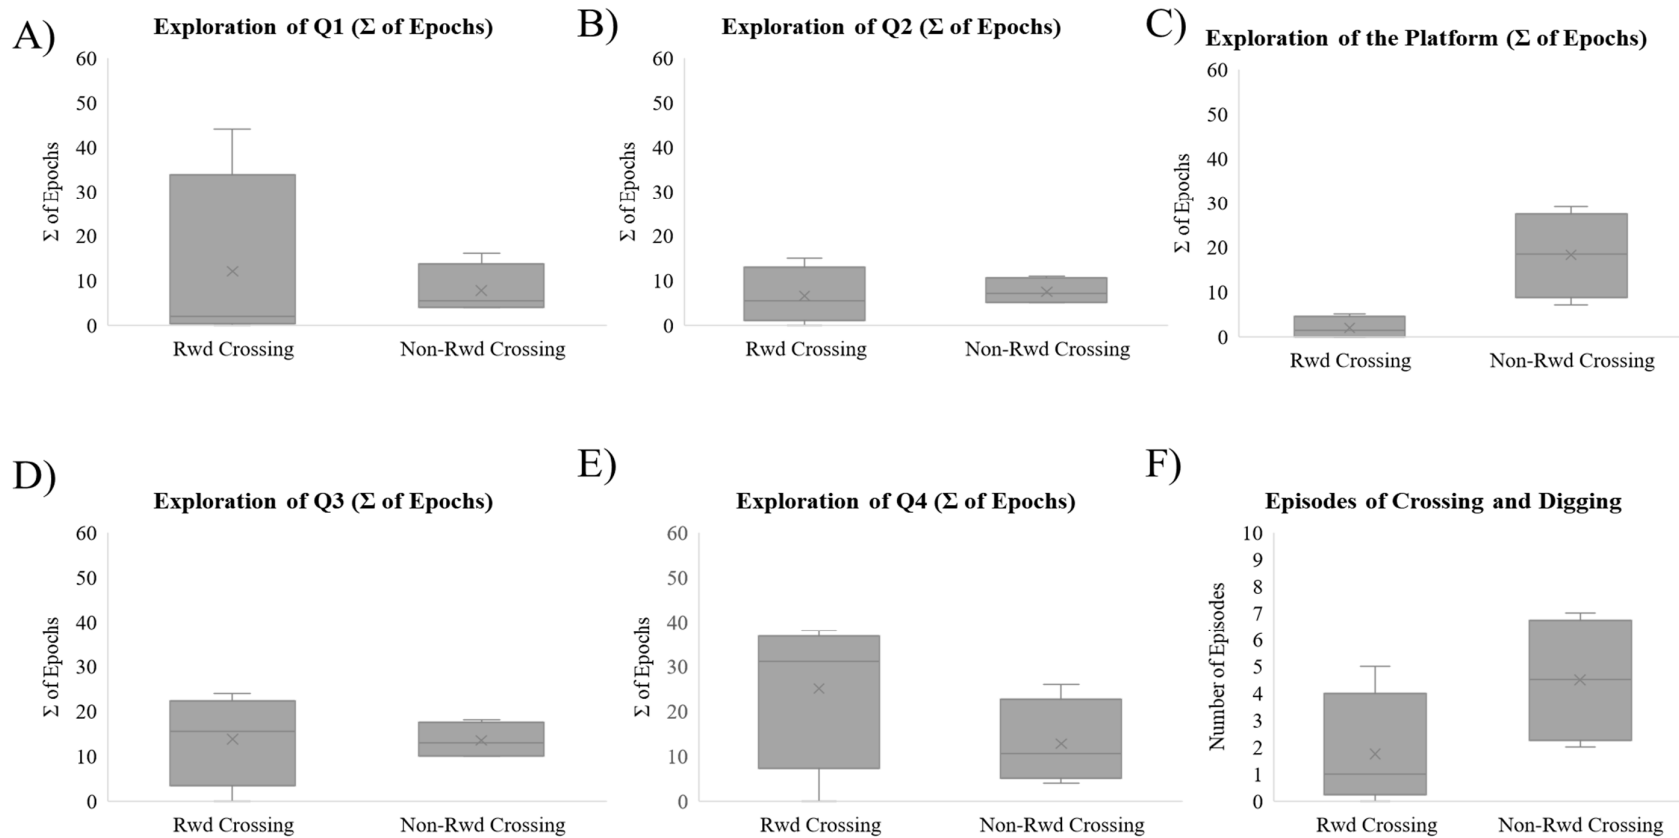 A)
Exploration of Q1 (Σ of Epochs)
60
50
40
30
20
10
0
Σ of Epochs
Rwd Crossing
Non-Rwd Crossing
B)
Exploration of Q2 (Σ of Epochs)
60
50
40
30
20
10
0
Σ of Epochs
Rwd Crossing
Non-Rwd Crossing
C)
Exploration of the Platform (Σ of Epochs)
60
50
40
30
20
10
0
Σ of Epochs
Rwd Crossing
Non-Rwd Crossing
D)
Exploration of Q3 (Σ of Epochs)
60
50
40
30
20
10
0
Σ of Epochs
Rwd Crossing
Non-Rwd Crossing
E)
Exploration of Q4 (Σ of Epochs)
60
50
40
30
20
10
0
Σ of Epochs
Rwd Crossing
Non-Rwd Crossing
F)
Episodes of Crossing and Digging
10
9
8
7
6
5
4
3
2
1
0
Number of Episodes
Rwd Crossing
Non-Rwd Crossing